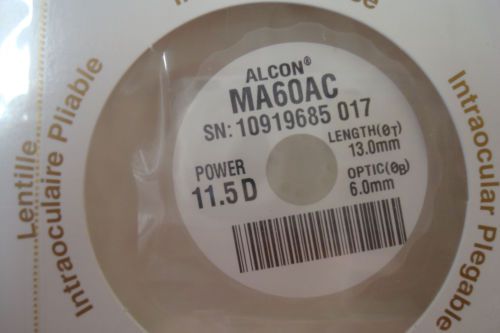 Lentille
Intraoculaire Pliable
ALCON®
MA60AC
SN: 10919685 017
LENGTH(ØT)
13.0mm
POWER
11.5 D
OPTIC(ØB)
6.0mm
Intraocular
Plegable